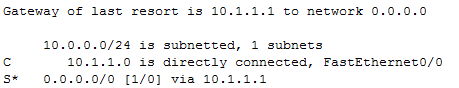 Gateway of last resort is 10.1.1.1 to network 0.0.0.0
10.0.0.0/24 is subnetted, 1 subnets
C 10.1.1.0 is directly connected, FastEthernet0/0
S* 0.0.0.0/0 [1/0] via 10.1.1.1